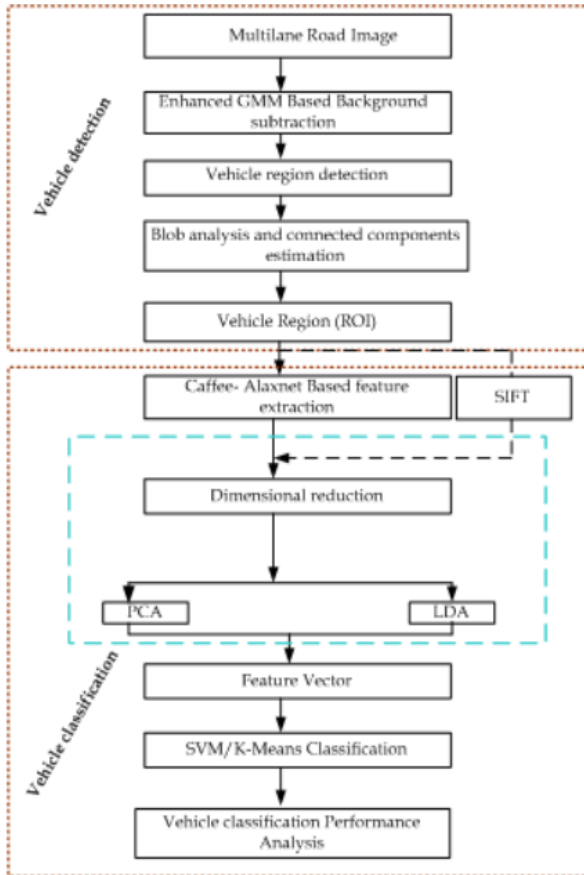 Multilane Road Image
Enhanced GMM Based Background
subtraction
Vehicle region detection
Blob analysis and connected components
estimation
Vehicle Region (ROI)
Vehicle detection
Caffee- Alaxnet Based feature
extraction
SIFT
Dimensional reduction
PCA
LDA
Feature Vector
SVM/K-Means Classification
Vehicle classification Performance
Analysis
Vehicle classification